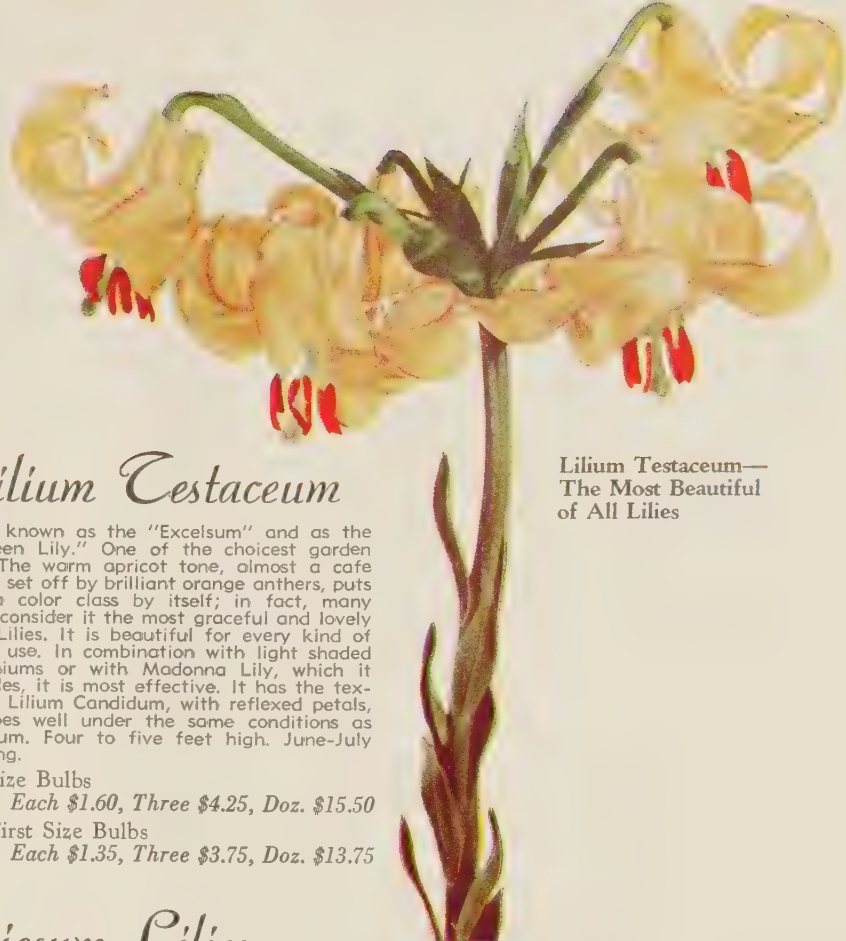 ilium Testaceum
known as the "Excelsum" and as the
een Lily." One of the choicest garden
The warm apricot tone, almost a cafe
set off by brilliant orange anthers, puts
color class by itself; in fact, many
consider it the most graceful and lovely
Lilies. It is beautiful for every kind of
use. In combination with light shaded
iums or with Madonna Lily, which it
les, it is most effective. It has the tex-
Lilium Candidum, with reflexed petals,
es well under the same conditions as
um. Four to five feet high. June-July
ng.
ize Bulbs
Each $1.60, Three $4.25, Doz. $15.50
irst Size Bulbs
Each $1.35, Three $3.75, Doz. $13.75
Lilium Testaceum—
The Most Beautiful
of All Lilies